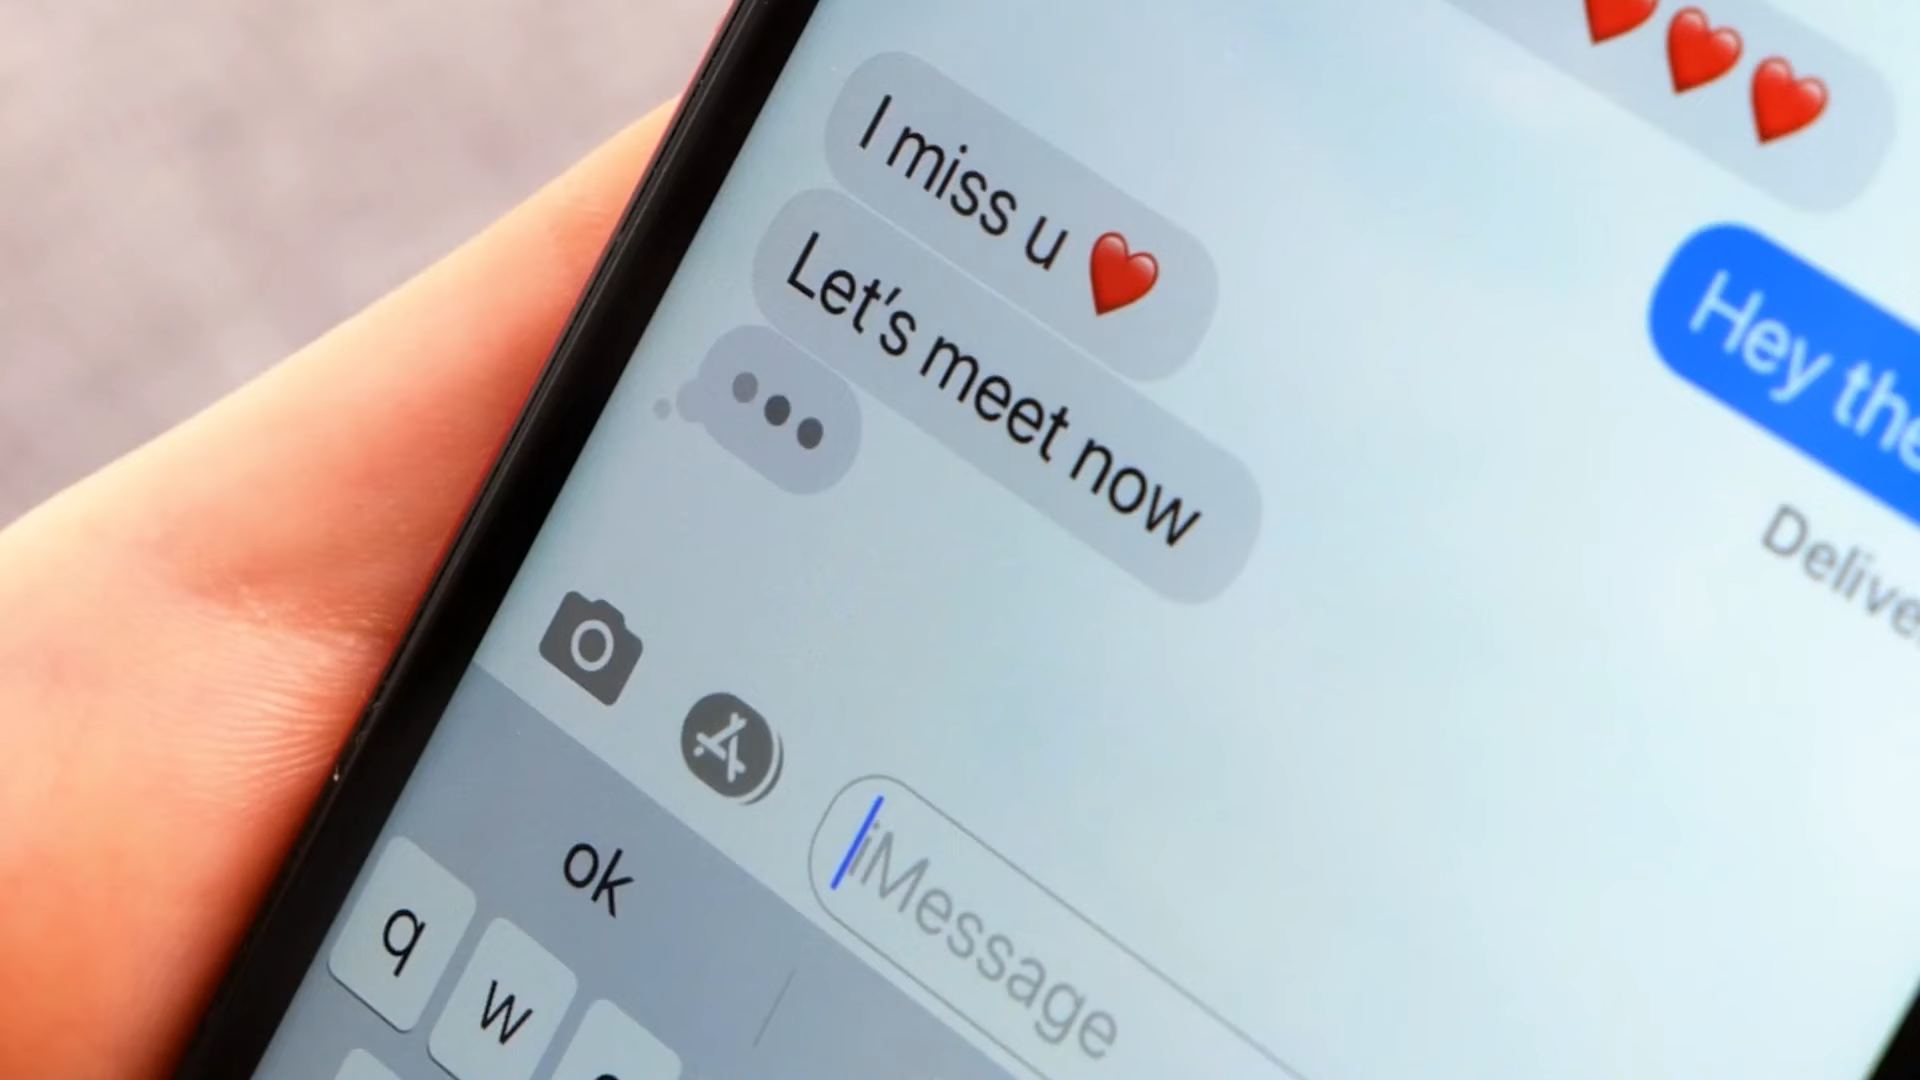 ❤️❤️❤️
Hey the
Delive
I miss u ❤️
Let's meet now
iMessage
ok
q
w